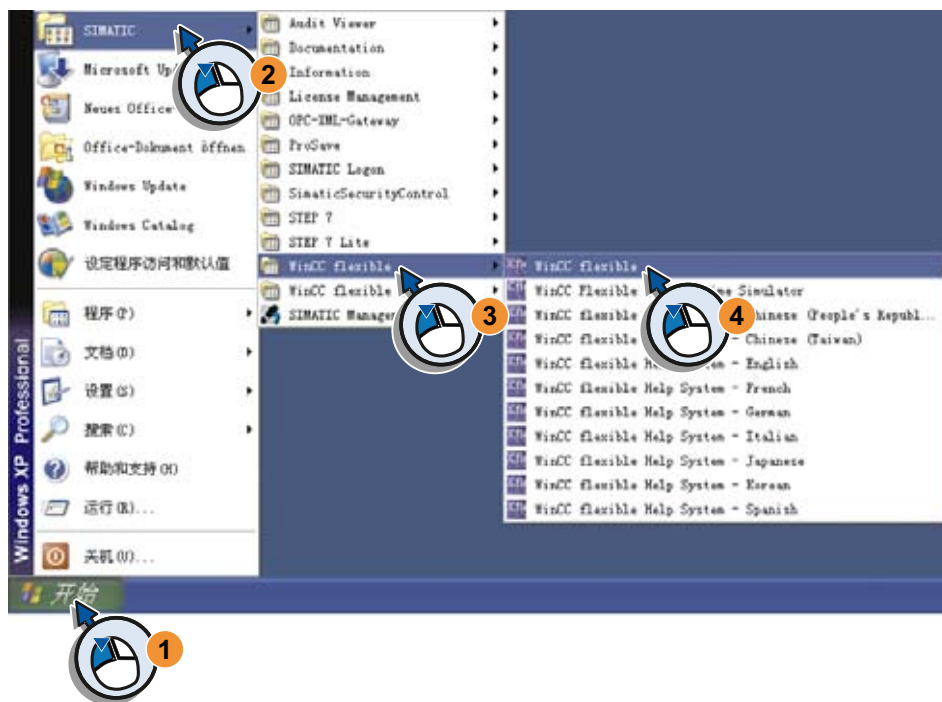 SIMATIC
Microsoft Up
Neues Office
Office-Dokument öffnen
Windows Update
Windows Catalog
设定程序访问和默认值
程序(P)
文档(D)
设置(S)
搜索(C)
帮助和支持(H)
运行(R)...
关机(U)...
Windows XP Professional
开始
Audit Viewer
Documentation
Information
License Management
OPC-XML-Gateway
ProSave
SIMATIC Logon
SimaticSecurityControl
STEP 7
STEP 7 Lite
WinCC flexible
WinCC flexible
SIMATIC Manager
WinCC flexible
WinCC Flexible Simulator
WinCC flexible Chinese (People's Republ...
WinCC flexible - Chinese (Taiwan)
WinCC flexible Help System - English
WinCC flexible Help System - French
WinCC flexible Help System - German
WinCC flexible Help System - Italian
WinCC flexible Help System - Japanese
WinCC flexible Help System - Korean
WinCC flexible Help System - Spanish
1
2
3
4